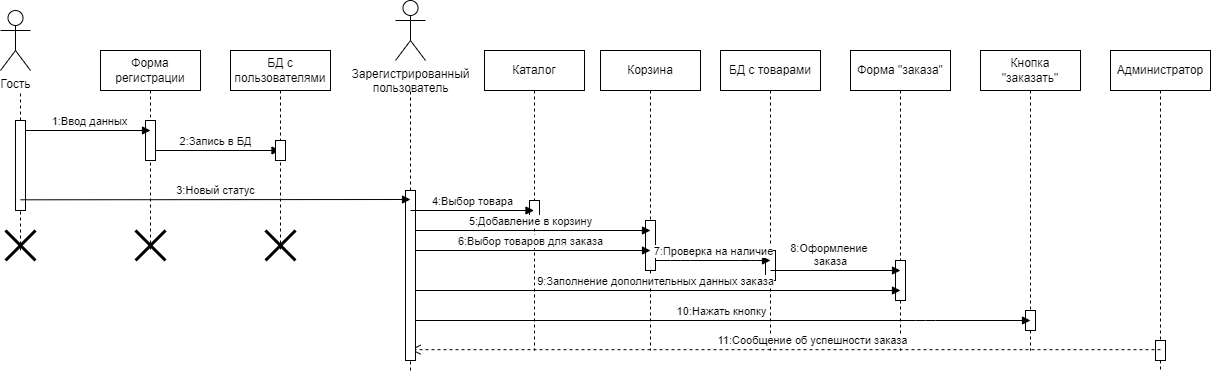 Гость
Форма
регистрации
БД с
пользователями
Зарегистрированный
пользователь
Каталог
Корзина
БД с товарами
Форма "заказа"
Кнопка
"заказать"
Администратор
1:Ввод данных
2:Запись в БД
3:Новый статус
4:Выбор товара
5:Добавление в корзину
6:Выбор товаров для заказа
7:Проверка на наличие
8:Оформление
заказа
9:Заполнение дополнительных данных заказа
10:Нажать кнопку
11:Сообщение об успешности заказа